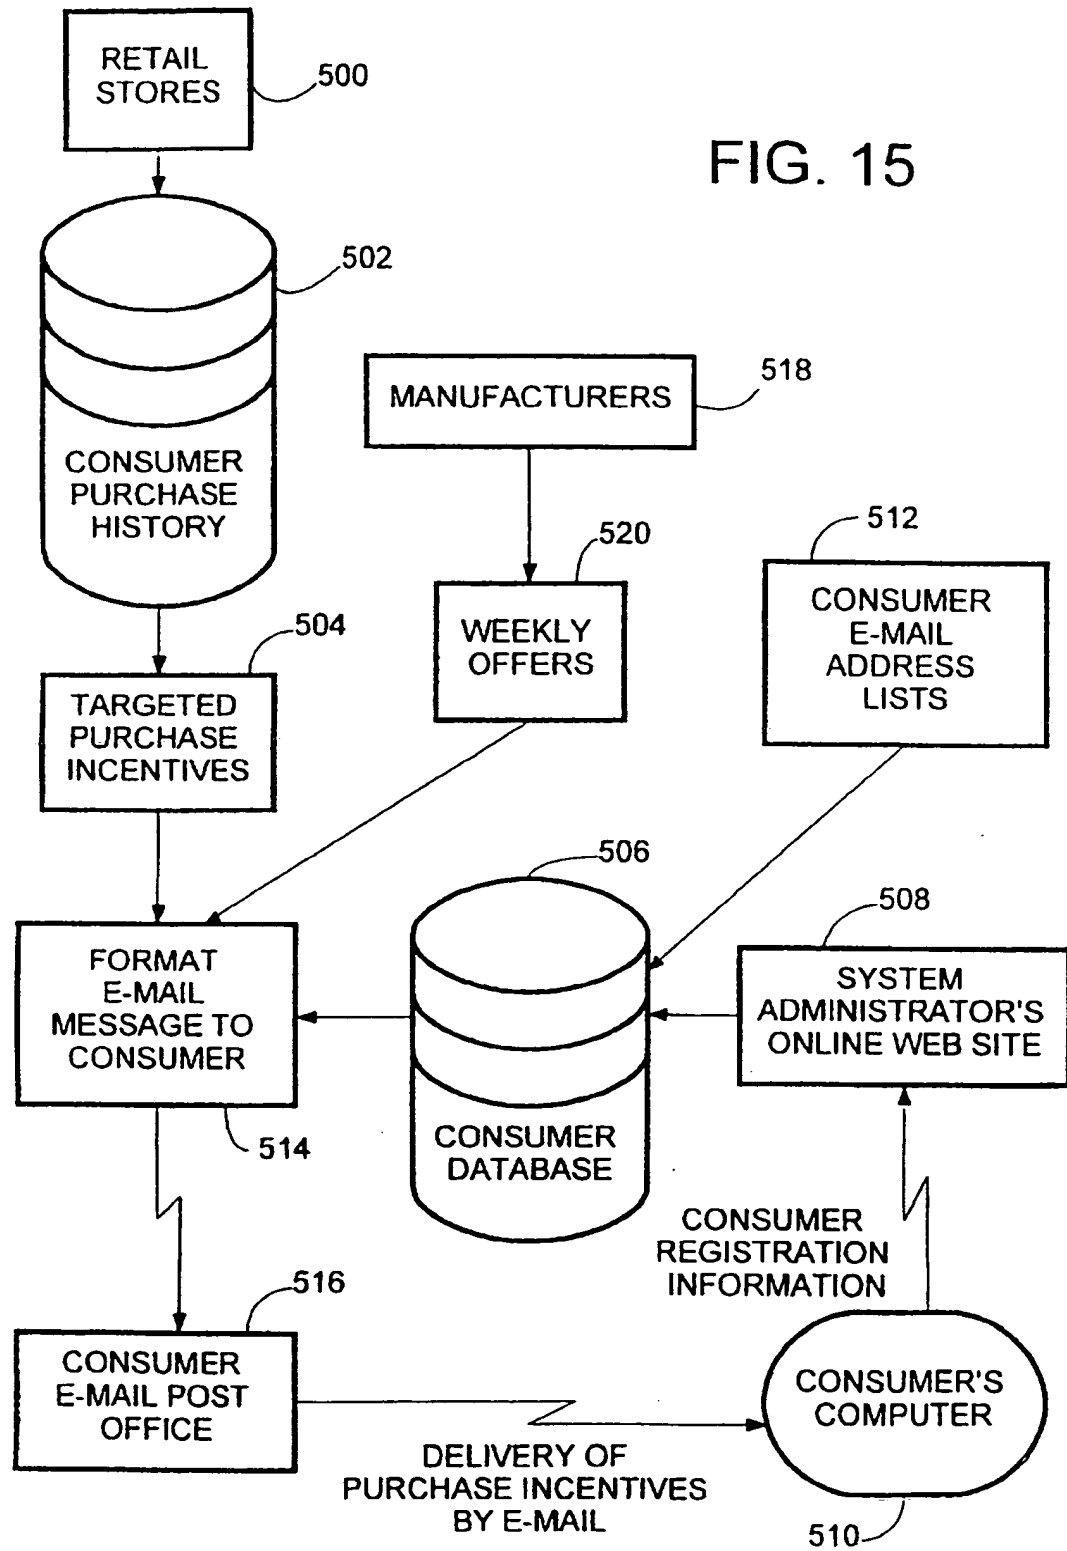 RETAIL
STORES
500
FIG. 15
502
CONSUMER
PURCHASE
HISTORY
MANUFACTURERS
518
520
WEEKLY
OFFERS
512
CONSUMER
E-MAIL
ADDRESS
LISTS
504
TARGETED
PURCHASE
INCENTIVES
506
CONSUMER
DATABASE
508
SYSTEM
ADMINISTRATOR'S
ONLINE WEB SITE
FORMAT
E-MAIL
MESSAGE TO
CONSUMER
514
CONSUMER
REGISTRATION
INFORMATION
516
CONSUMER
E-MAIL POST
OFFICE
CONSUMER'S
COMPUTER
510
DELIVERY OF
PURCHASE INCENTIVES
BY E-MAIL